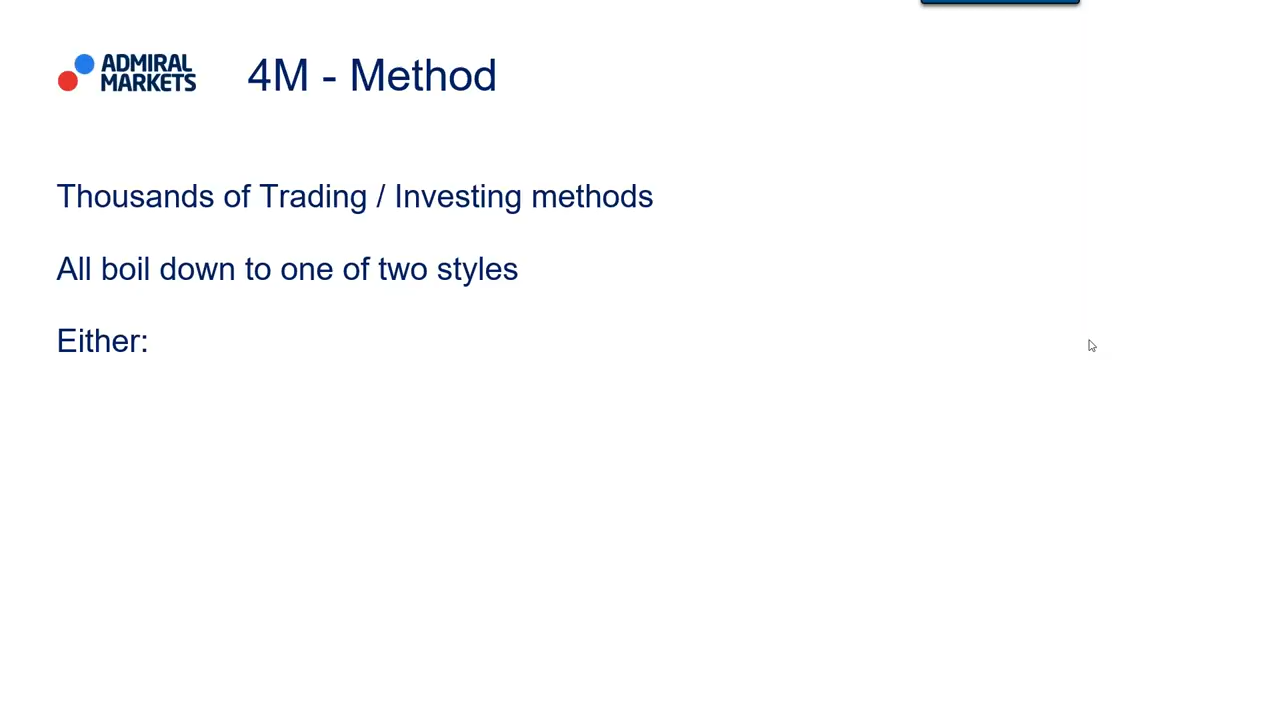 ADMIRAL
MARKETS
4M - Method
Thousands of Trading / Investing methods
All boil down to one of two styles
Either: